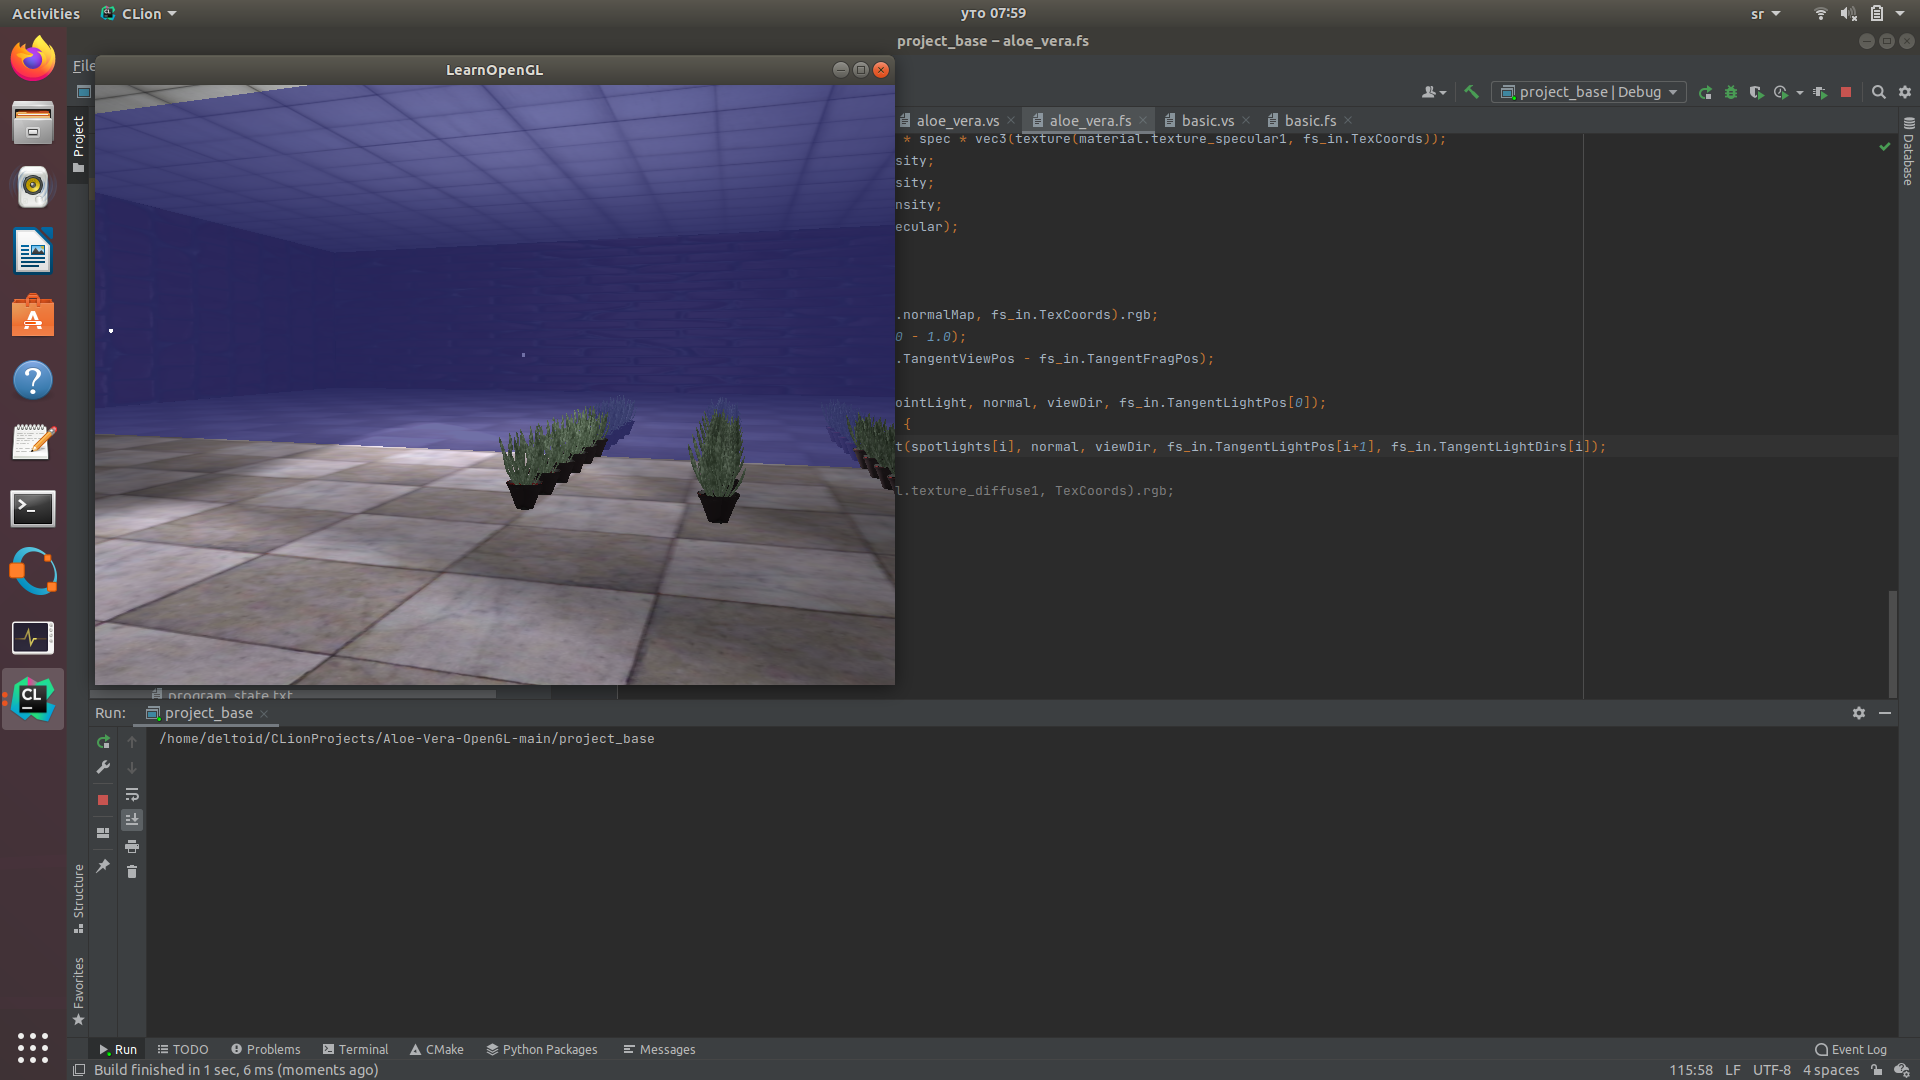 Activities
CLion
уто 07:59
sr
project_base – aloe_vera.fs
File
LearnOpenGL
project_base | Debug
Project
aloe_vera.vs
aloe_vera.fs
basic.vs
basic.fs
Database
* spec * vec3(texture(material.texture_specular1, fs_in.TexCoords));
sity;
sity;
nsity;
ecular);
.normalMap, fs_in.TexCoords).rgb;
0 - 1.0);
.TangentViewPos - fs_in.TangentFragPos);
ointLight, normal, viewDir, fs_in.TangentLightPos[0]);
{
t(spotlights[i], normal, viewDir, fs_in.TangentLightPos[i+1], fs_in.TangentLightDirs[i]);
l.texture_diffuse1, TexCoords).rgb;
program_state.txt
Run:
project_base
/home/deltoid/CLionProjects/Aloe-Vera-OpenGL-main/project_base
Structure
Favorites
Run
TODO
Problems
Terminal
CMake
Python Packages
Messages
Event Log
Build finished in 1 sec, 6 ms (moments ago)
115:58
LF
UTF-8
4 spaces